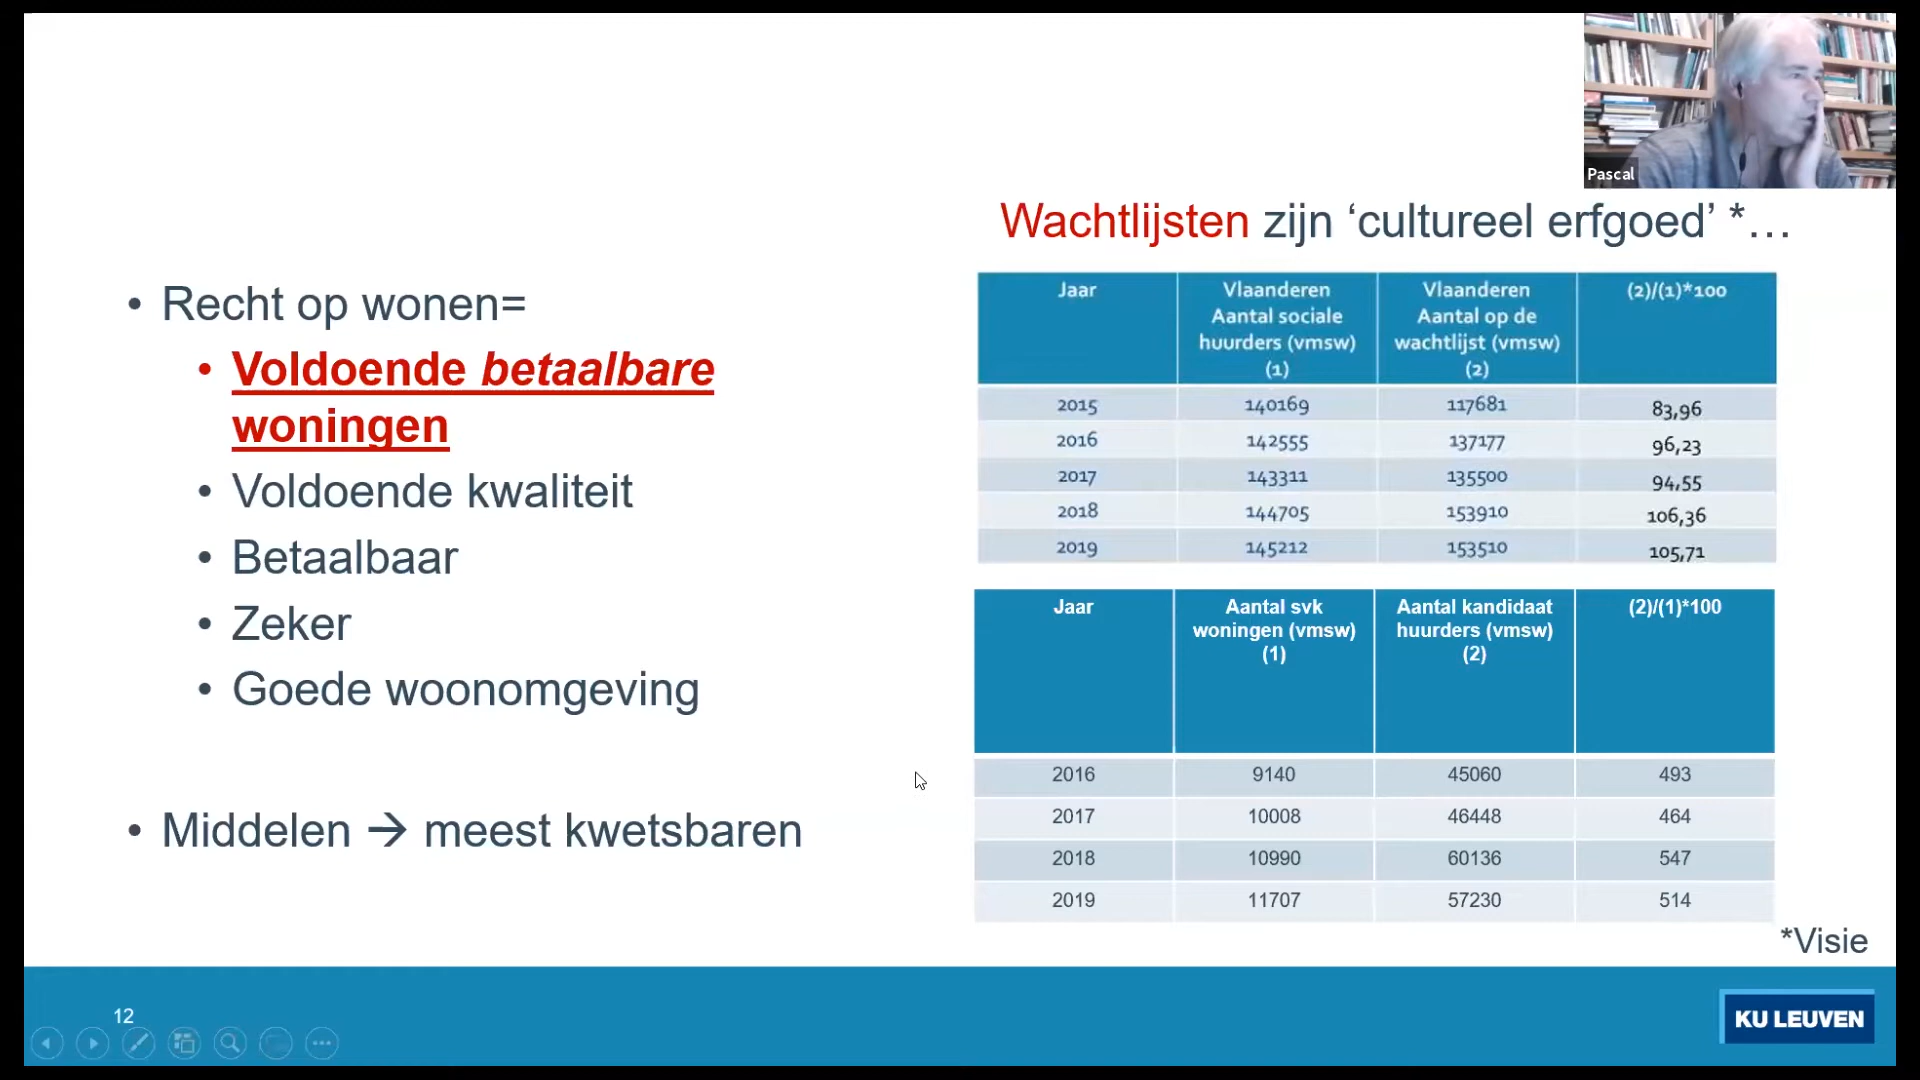 Pascal
Wachtlijsten zijn ‘cultureel erfgoed’ *…
• Recht op wonen=
• Voldoende betaalbare
woningen
• Voldoende kwaliteit
• Betaalbaar
• Zeker
• Goede woonomgeving
• Middelen → meest kwetsbaren
Jaar Vlaanderen Aantal sociale huurders (vmsw) (1) Vlaanderen Aantal op de wachtlijst (vmsw) (2) (2)/(1)*100
2015 140169 117681 83,96
2016 142555 137177 96,23
2017 143311 135500 94,55
2018 144705 153910 106,36
2019 145212 153510 105,71
Jaar Aantal svk woningen (vmsw) (1) Aantal kandidaat huurders (vmsw) (2) (2)/(1)*100
2016 9140 45060 493
2017 10008 46448 464
2018 10990 60136 547
2019 11707 57230 514
*Visie
12
KU LEUVEN